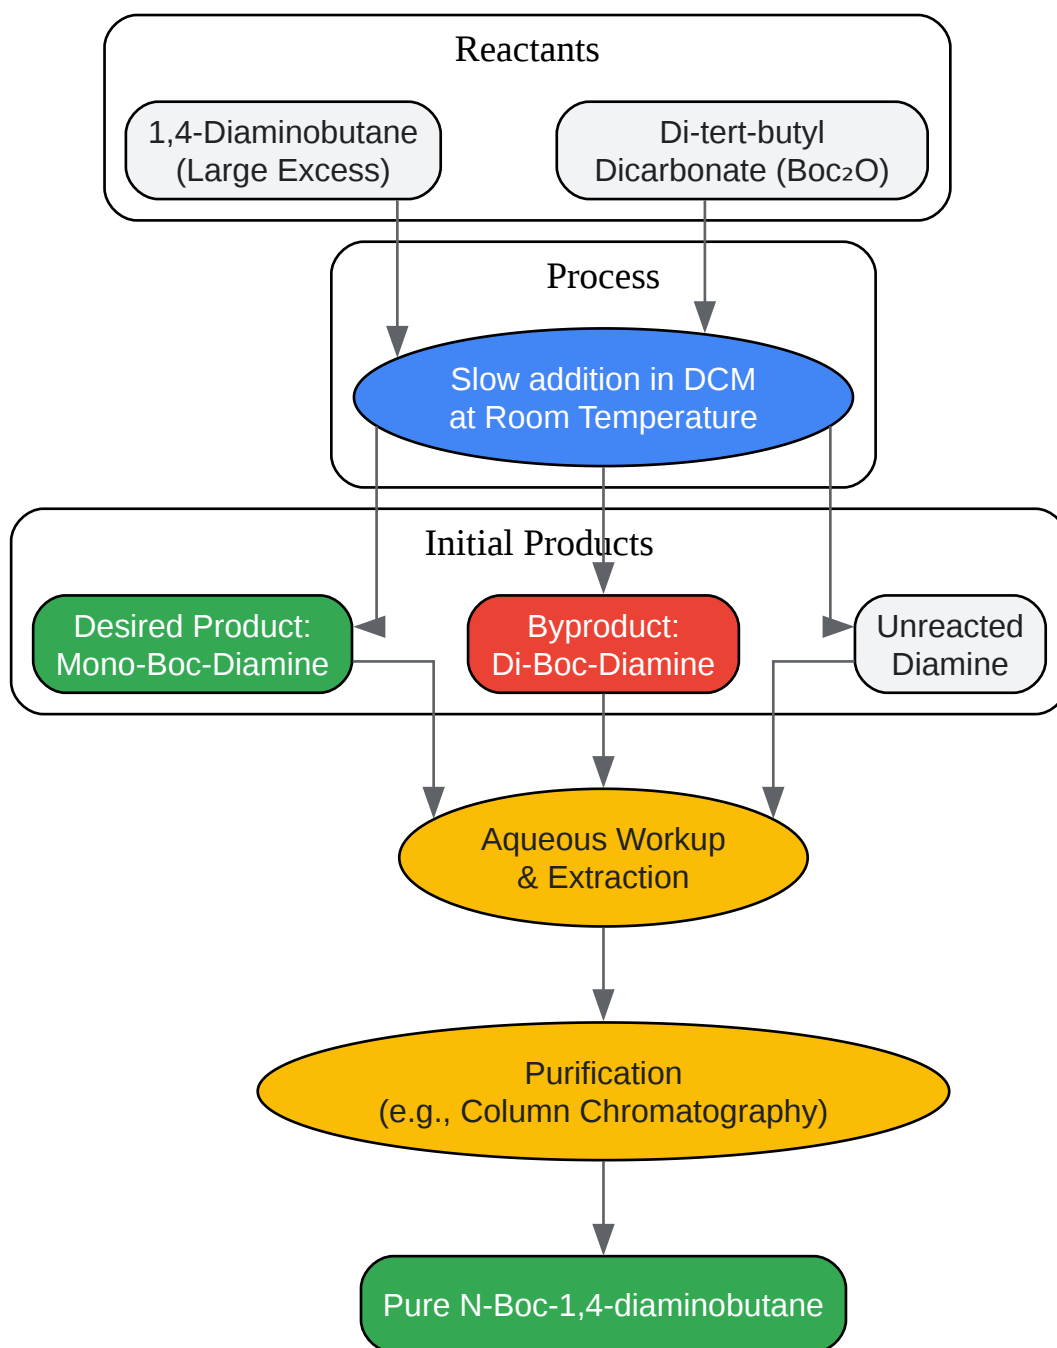 Reactants
1,4-Diaminobutane
(Large Excess)
Di-tert-butyl
Dicarbonate (Boc₂O)
Process
Slow addition in DCM
at Room Temperature
Initial Products
Desired Product:
Mono-Boc-Diamine
Byproduct:
Di-Boc-Diamine
Unreacted
Diamine
Aqueous Workup
& Extraction
Purification
(e.g., Column Chromatography)
Pure N-Boc-1,4-diaminobutane